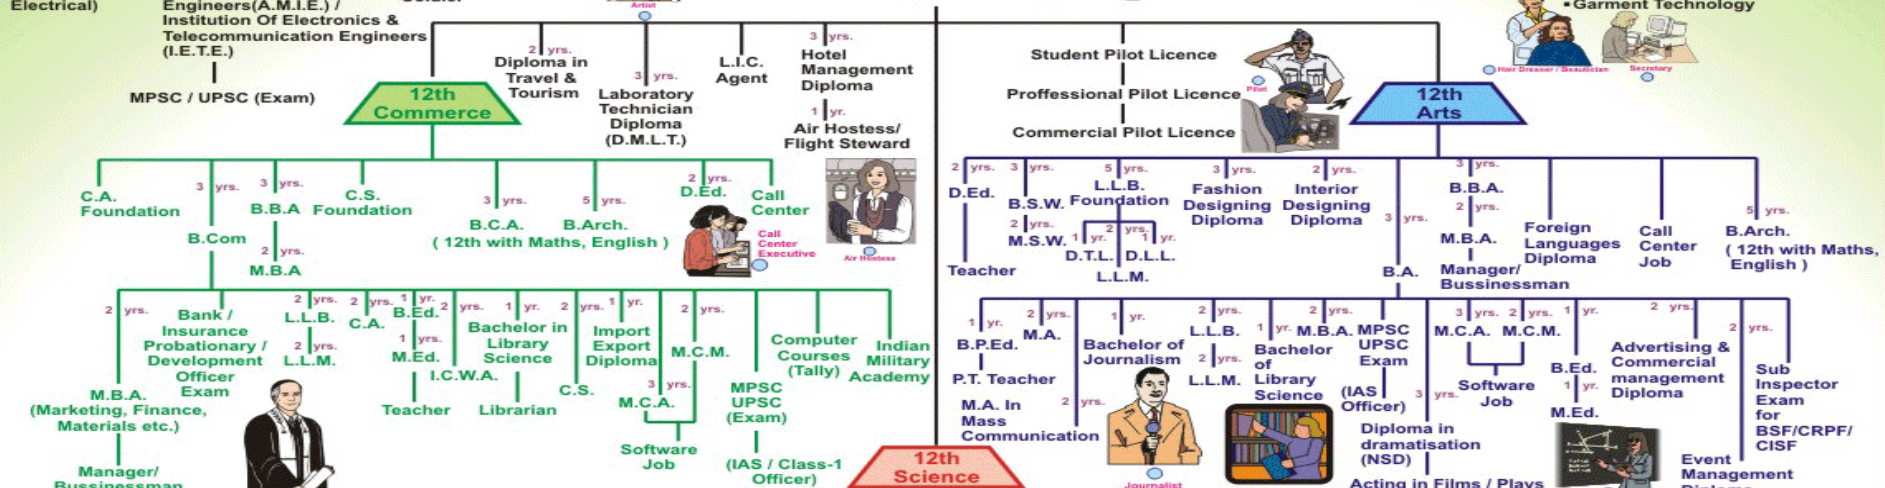 Electrical)
Engineers(A.M.I.E.) /
Institution Of Electronics &
Telecommunication Engineers
(I.E.T.E.)
MPSC / UPSC (Exam)
Artist
2 yrs.
Diploma in
Travel &
Tourism
3 yrs.
Laboratory
Technician
Diploma
(D.M.L.T.)
L.I.C.
Agent
3 yrs.
Hotel
Management
Diploma
1 yr.
Air Hostess/
Flight Steward
Air Hostess
Student Pilot Licence
Proffessional Pilot Licence
Commercial Pilot Licence
Pilot
Garment Technology
Hair Dresser / Beautician
Secretary
12th
Commerce
C.A.
Foundation
3 yrs.
B.Com
3 yrs.
B.B.A
2 yrs.
M.B.A
C.S.
Foundation
3 yrs.
B.C.A.
5 yrs.
B.Arch.
( 12th with Maths, English )
2 yrs.
D.Ed.
Call
Center
Call
Center
Executive
2 yrs.
M.B.A.
(Marketing, Finance,
Materials etc.)
Manager/
Bussinessman
Bank /
Insurance
Probationary /
Development
Officer
Exam
2 yrs.
L.L.B.
2 yrs.
L.L.M.
2 yrs.
C.A.
1 yr.
B.Ed.
1 yrs.
M.Ed.
Teacher
2 yrs.
I.C.W.A.
1 yr.
Bachelor in
Library
Science
Librarian
2 yrs.
C.S.
1 yr.
Import
Export
Diploma
2 yrs.
M.C.M.
3 yrs.
M.C.A.
Software
Job
MPSC
UPSC
(Exam)
(IAS / Class-1
Officer)
Computer
Courses
(Tally)
Indian
Military
Academy
12th
Science
12th
Arts
2 yrs.
D.Ed.
Teacher
3 yrs.
B.S.W.
2 yrs.
M.S.W.
5 yrs.
L.L.B.
Foundation
1 yr.
D.T.L.
2 yrs.
L.L.M.
1 yr.
D.L.L.
3 yrs.
Fashion
Designing
Diploma
2 yrs.
Interior
Designing
Diploma
3 yrs.
B.A.
3 yrs.
B.B.A.
2 yrs.
M.B.A.
Manager/
Bussinessman
Foreign
Languages
Diploma
Call
Center
Job
5 yrs.
B.Arch.
( 12th with Maths,
English )
1 yr.
B.P.Ed.
P.T. Teacher
2 yrs.
M.A.
2 yrs.
M.A. In
Mass
Communication
1 yr.
Bachelor of
Journalism
Journalist
2 yrs.
L.L.B.
2 yrs.
L.L.M.
1 yr.
Bachelor
of
Library
Science
2 yrs.
M.B.A.
MPSC
UPSC
Exam
(IAS
Officer)
3 yrs.
Diploma in
dramatisation
(NSD)
Acting in Films / Plays
3 yrs.
M.C.A.
2 yrs.
M.C.M.
Software
Job
1 yr.
B.Ed.
1 yr.
M.Ed.
2 yrs.
Advertising &
Commercial
management
Diploma
2 yrs.
Event
Management
Sub
Inspector
Exam
for
BSF/CRPF/
CISF